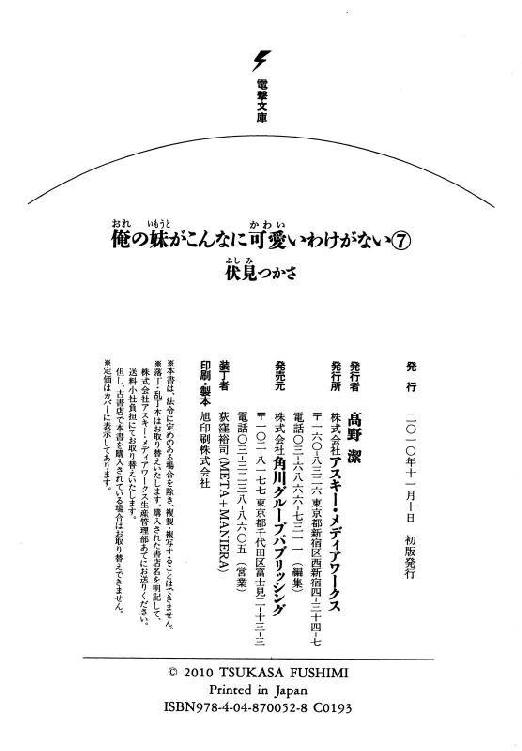 電撃文庫
おれ いもうと かわい
俺の妹がこんなに可愛いわけがない⑦
ふしみ
伏見つかさ
発行 二〇一〇年十一月一日 初版発行
発行者 髙野 潔
発行所 株式会社アスキー・メディアワークス
〒一六〇-八三二六 東京都新宿区西新宿四-三十四-七
電話〇三-六八六六-七三一一(編集)
発売元 株式会社角川グループパブリッシング
〒一〇二-八一七七 東京都千代田区富士見二-十三-三
電話〇三-三二三八-八六〇五(営業)
装丁者 荻窪裕司(META+MANIERA)
印刷・製本 旭印刷株式会社
※本書は、法令に定めのある場合を除き、複製・複写することはできません。
※落丁・乱丁本はお取り替えいたします。購入された書店名を明記して、
株式会社アスキー・メディアワークス生産管理部あてにお送りください。
送料小社負担にてお取り替えいたします。
但し、古書店で本書を購入されている場合はお取り替えできません。
※定価はカバーに表示してあります。
© 2010 TSUKASA FUSHIMI
Printed in Japan
ISBN978-4-04-870052-8 C0193